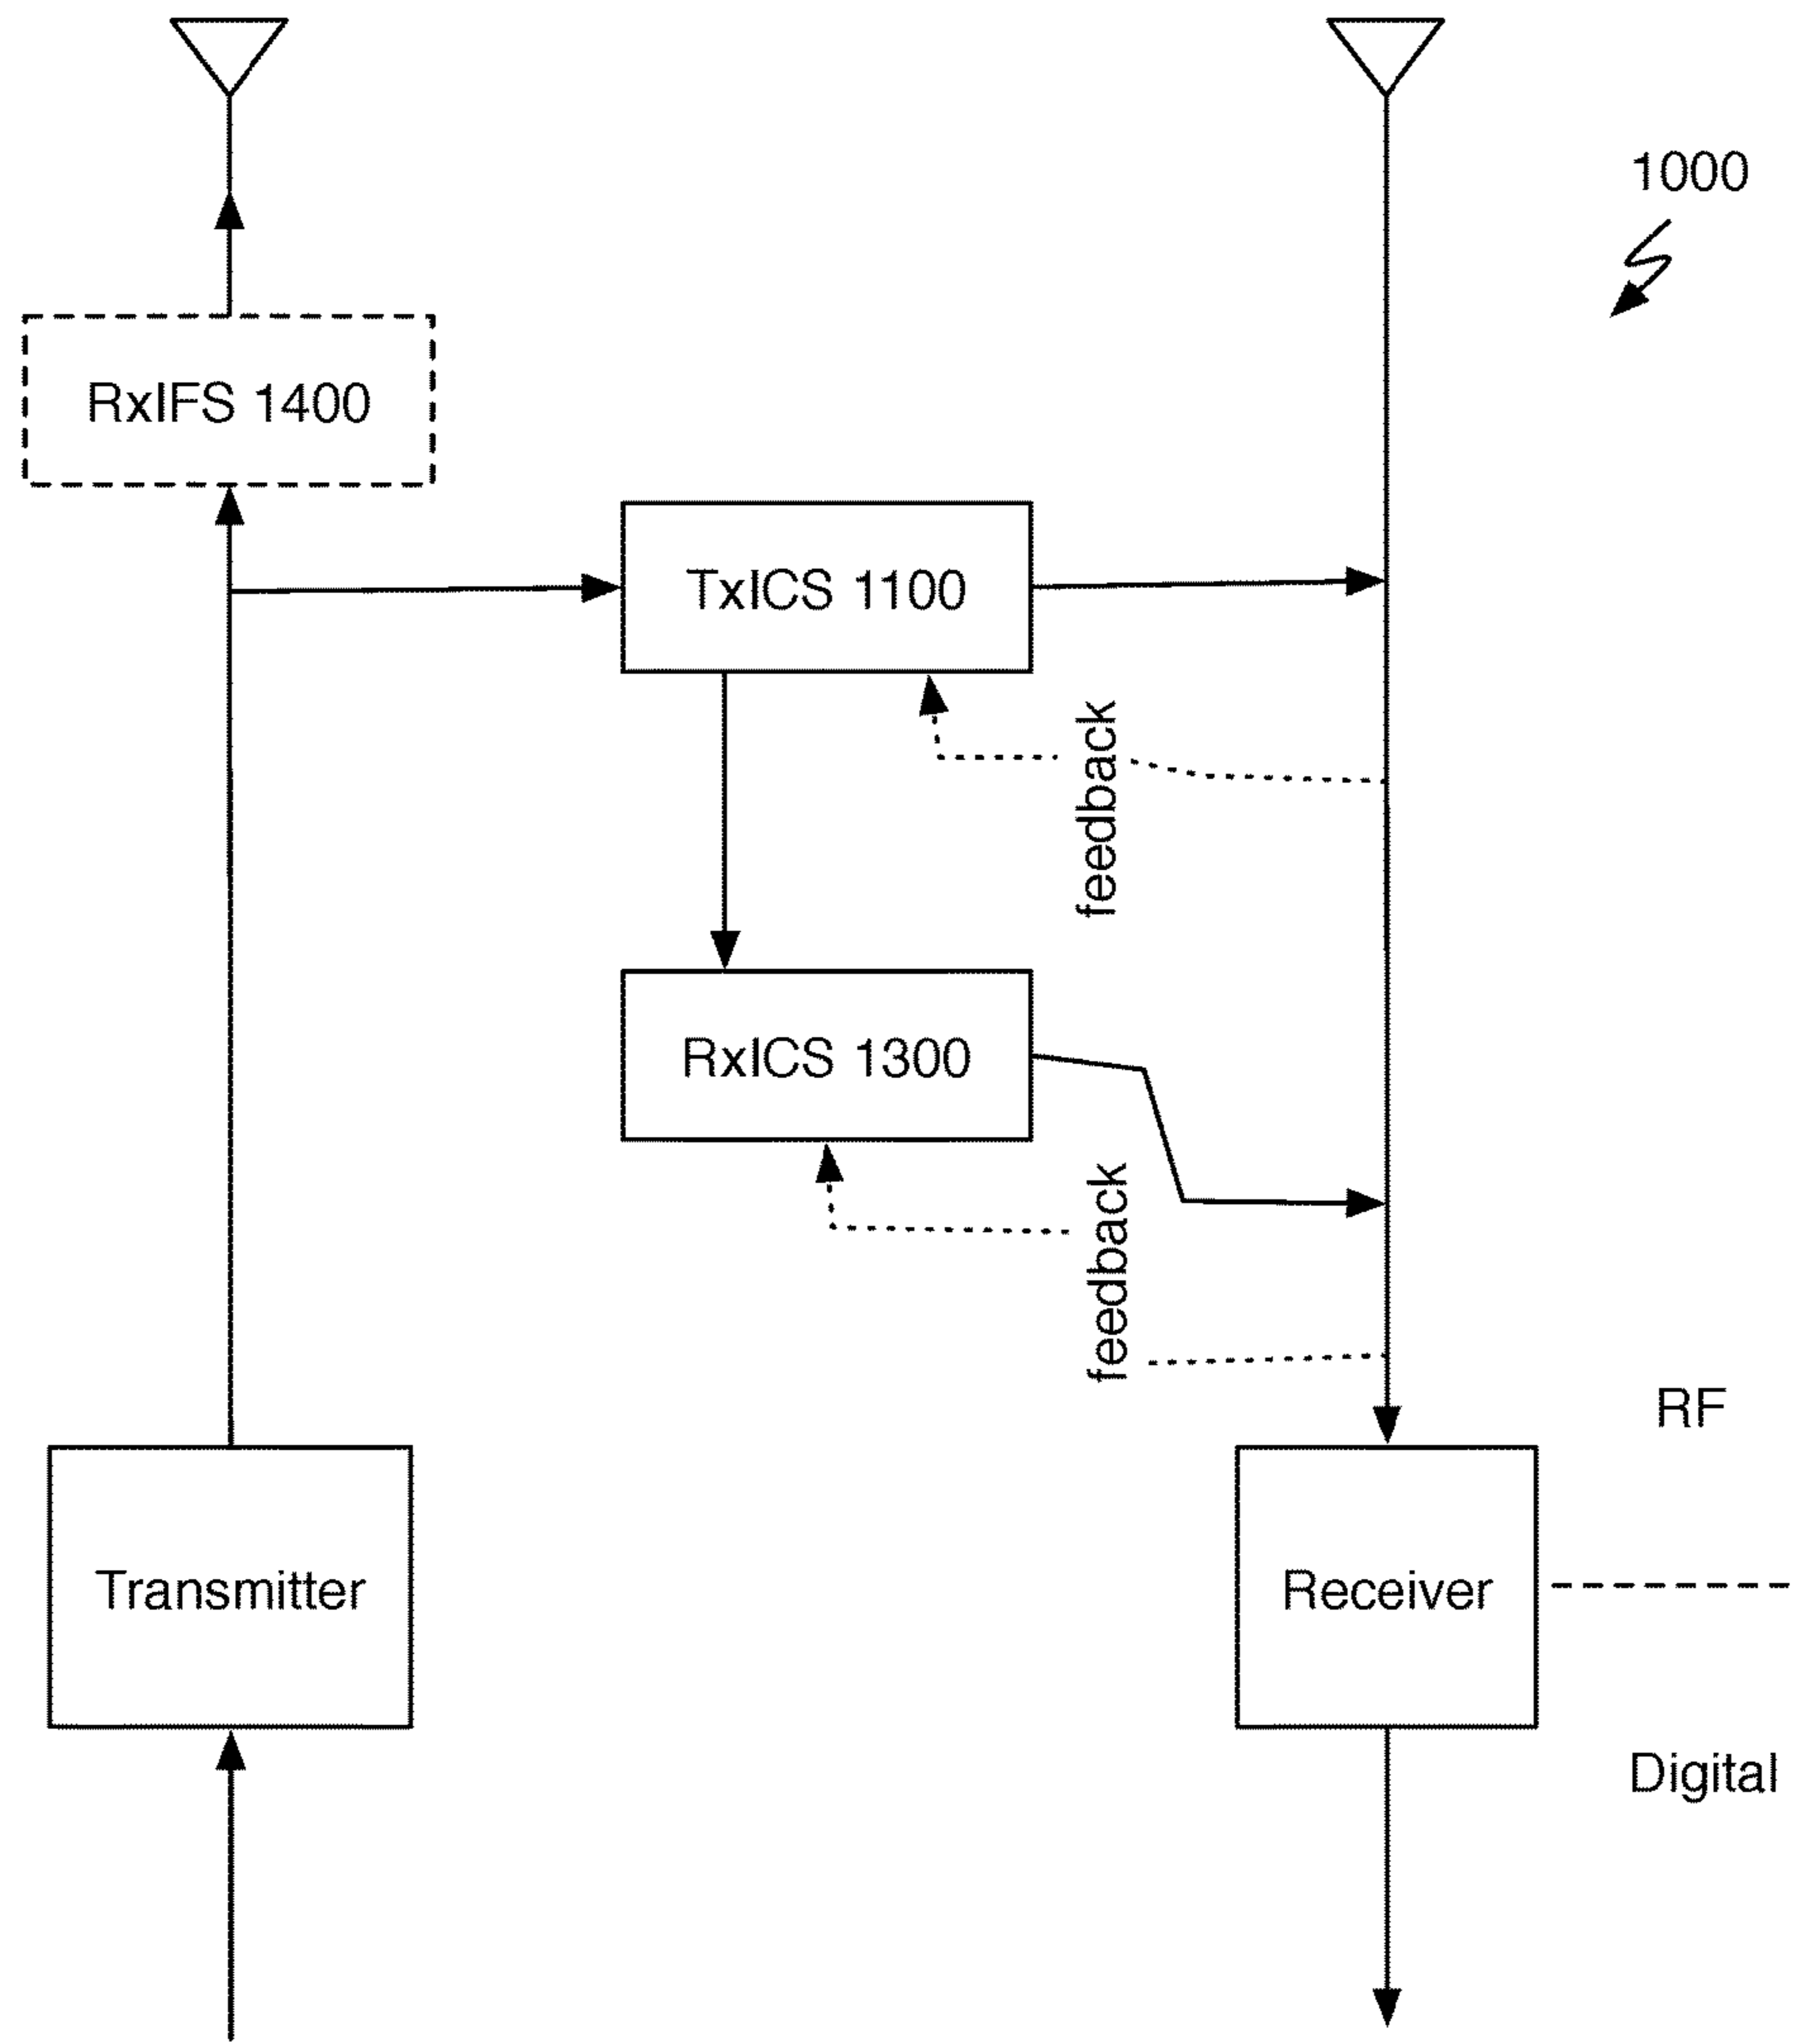 1000
RxIFS 1400
TxICS 1100
feedback
RxICS 1300
feedback
RF
Transmitter
Receiver
Digital